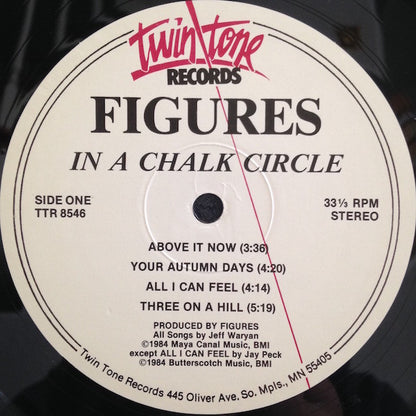 twin/tone
RECORDS
FIGURES
IN A CHALK CIRCLE
SIDE ONE
TTR 8546
33⅓ RPM
STEREO
ABOVE IT NOW (3:36)
YOUR AUTUMN DAYS (4:20)
ALL I CAN FEEL (4:14)
THREE ON A HILL (5:19)
PRODUCED BY FIGURES
All Songs by Jeff Waryan
©1984 Maya Canal Music, BMI
except ALL I CAN FEEL by Jay Peck
©1984 Butterscotch Music, BMI
Twin Tone Records 445 Oliver Ave. So. Mpls., MN 55405